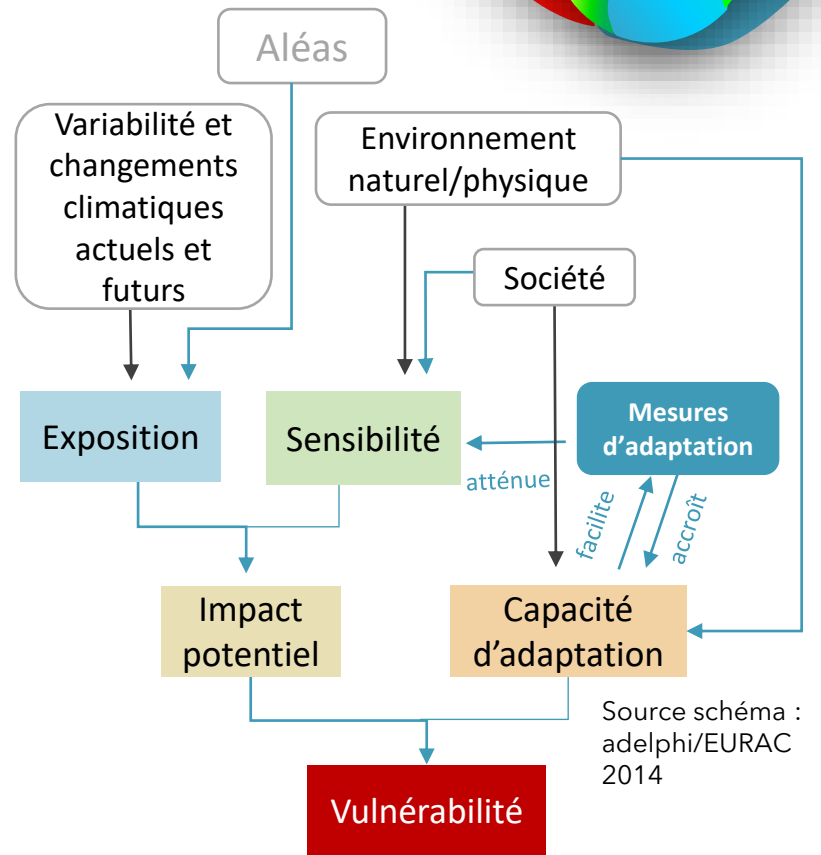 Aléas
Variabilité et
changements
climatiques
actuels et
futurs
Environnement
naturel/physique
Société
Exposition
Sensibilité
Mesures
d’adaptation
atténue
facilite
accroît
Impact
potentiel
Capacité
d’adaptation
Source schéma :
adelphi/EURAC
2014
Vulnérabilité